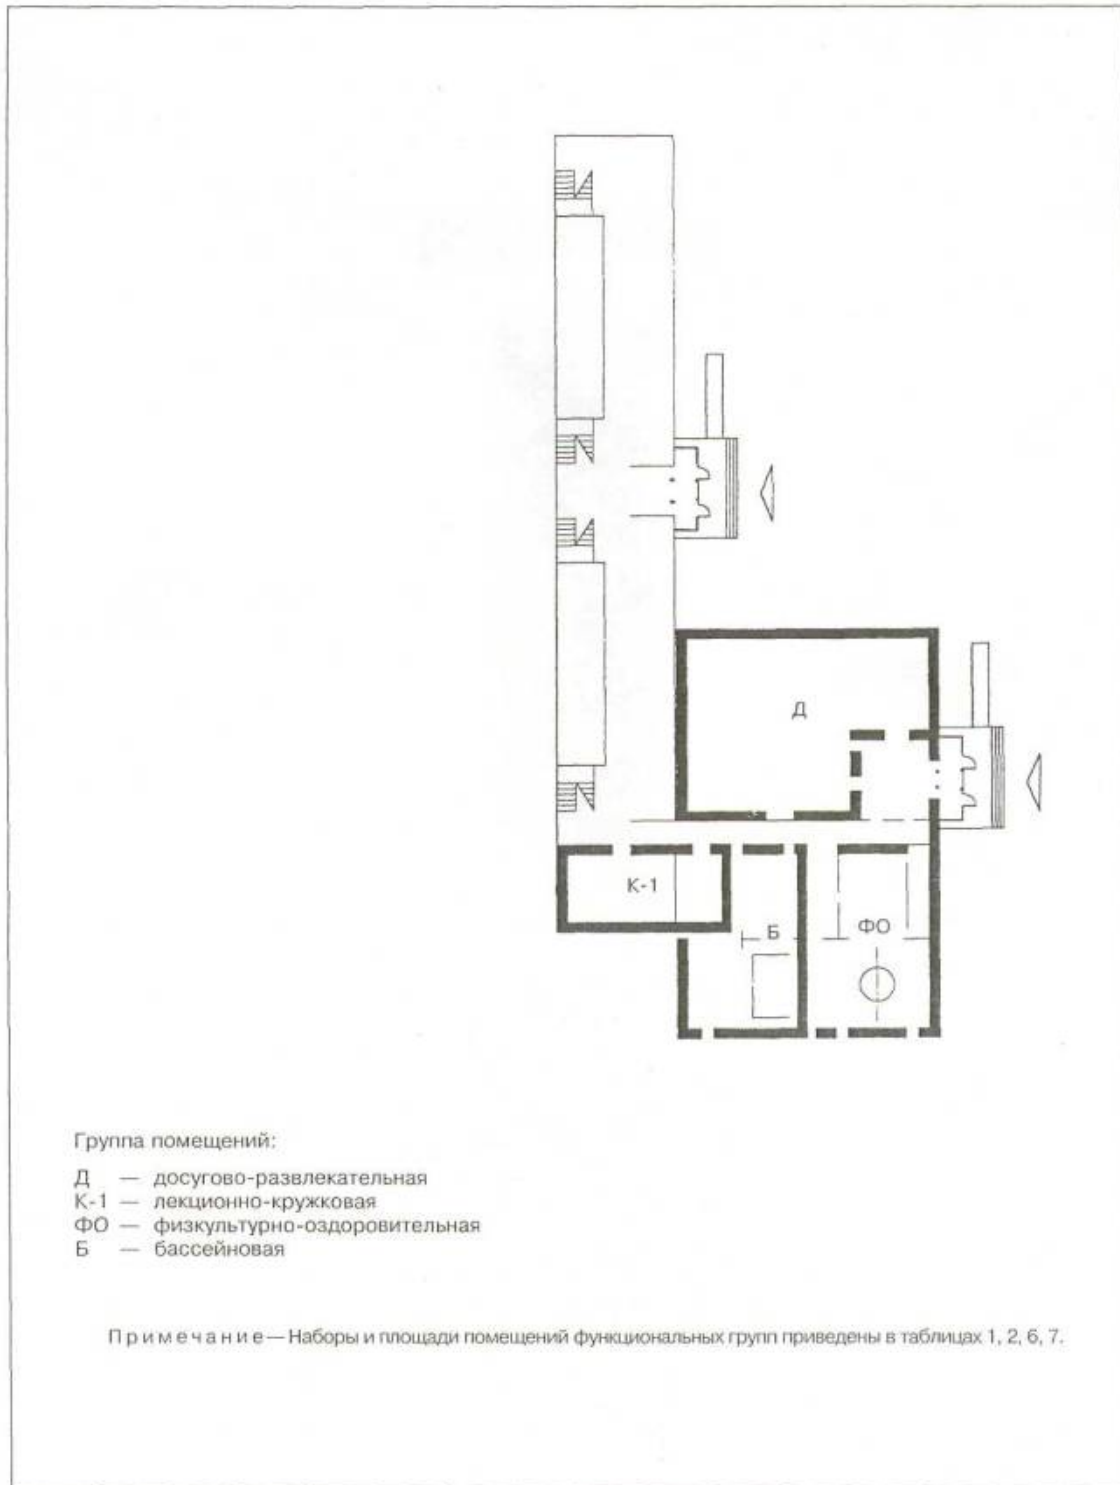 Д
К-1
Б
ФО
Группа помещений:
Д — досугово-развлекательная
К-1 — лекционно-кружковая
ФО — физкультурно-оздоровительная
Б — бассейновая
Примечание — Наборы и площади помещений функциональных групп приведены в таблицах 1, 2, 6, 7.